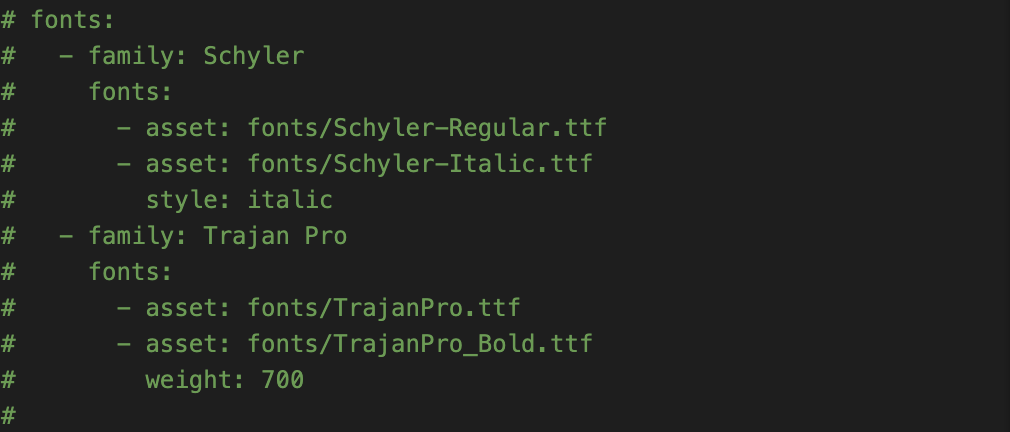 # fonts:
#   - family: Schyler
#     fonts:
#       - asset: fonts/Schyler-Regular.ttf
#       - asset: fonts/Schyler-Italic.ttf
#         style: italic
#   - family: Trajan Pro
#     fonts:
#       - asset: fonts/TrajanPro.ttf
#       - asset: fonts/TrajanPro_Bold.ttf
#         weight: 700
#